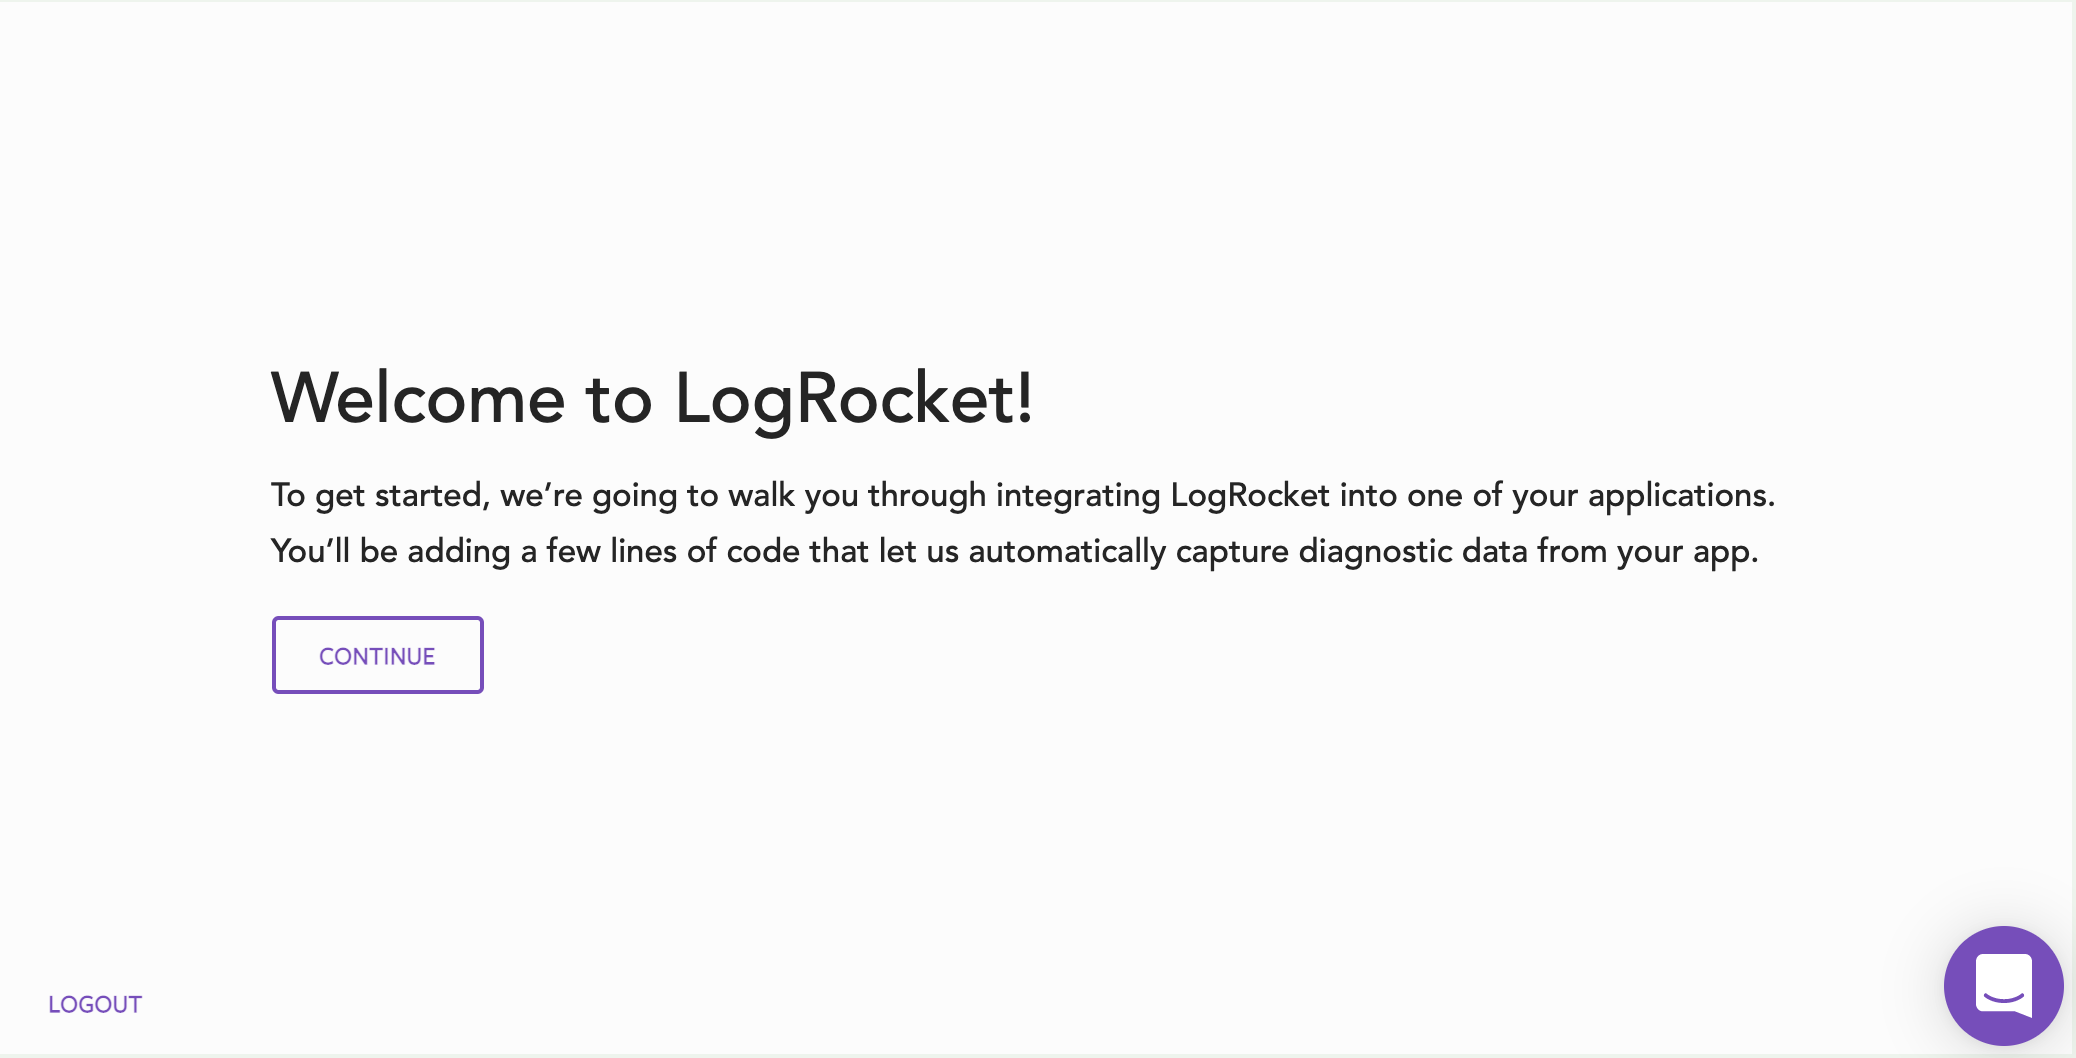 Welcome to LogRocket!
To get started, we’re going to walk you through integrating LogRocket into one of your applications.
You’ll be adding a few lines of code that let us automatically capture diagnostic data from your app.
CONTINUE
LOGOUT